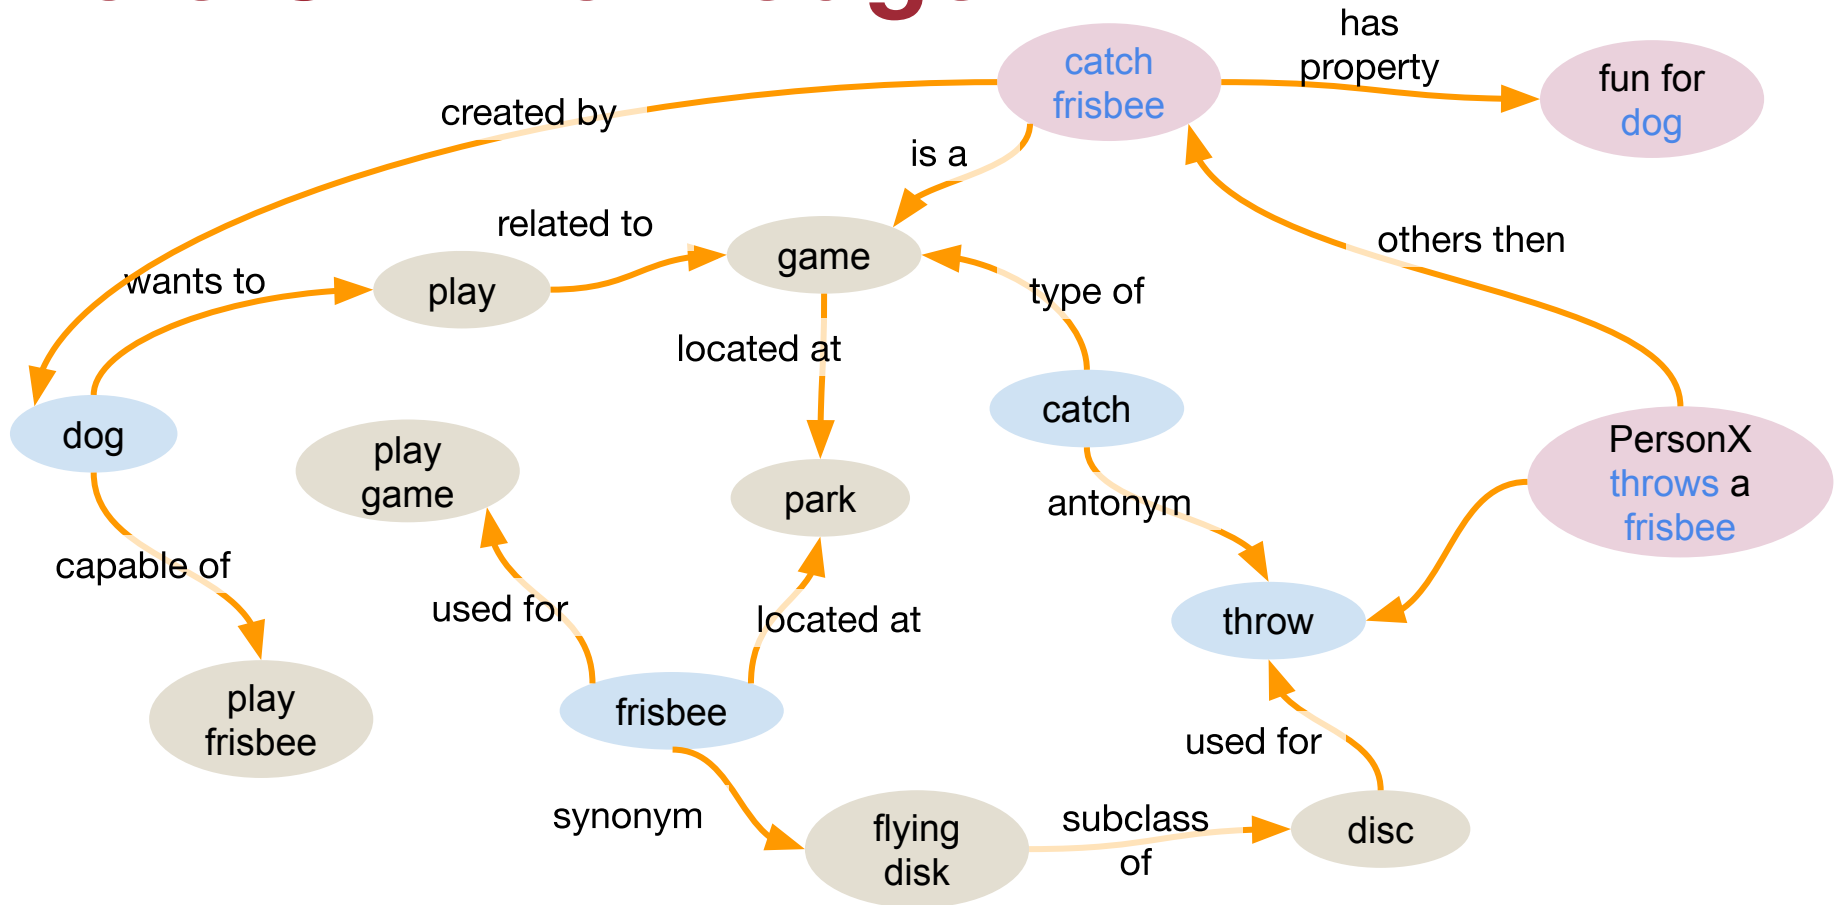 has
property
catch
frisbee
fun for
dog
created by
is a
related to
others then
game
wants to
play
type of
located at
catch
dog
play
game
PersonX
throws a
frisbee
park
antonym
capable of
used for
located at
throw
play
frisbee
frisbee
used for
synonym
flying
disk
subclass
of
disc